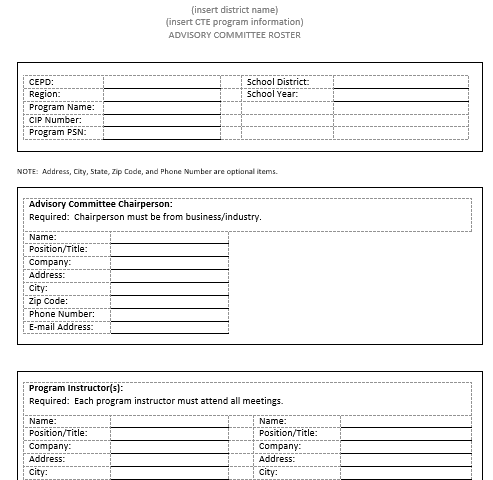 (insert district name)
(insert CTE program information)
ADVISORY COMMITTEE ROSTER
CEPD: School District:
Region: School Year:
Program Name:
CIP Number:
Program PSN:
NOTE: Address, City, State, Zip Code, and Phone Number are optional items.
Advisory Committee Chairperson:
Required: Chairperson must be from business/industry.
Name:
Position/Title:
Company:
Address:
City:
Zip Code:
Phone Number:
E-mail Address:
Program Instructor(s):
Required: Each program instructor must attend all meetings.
Name: Name:
Position/Title: Position/Title:
Company: Company:
Address: Address:
City: City: